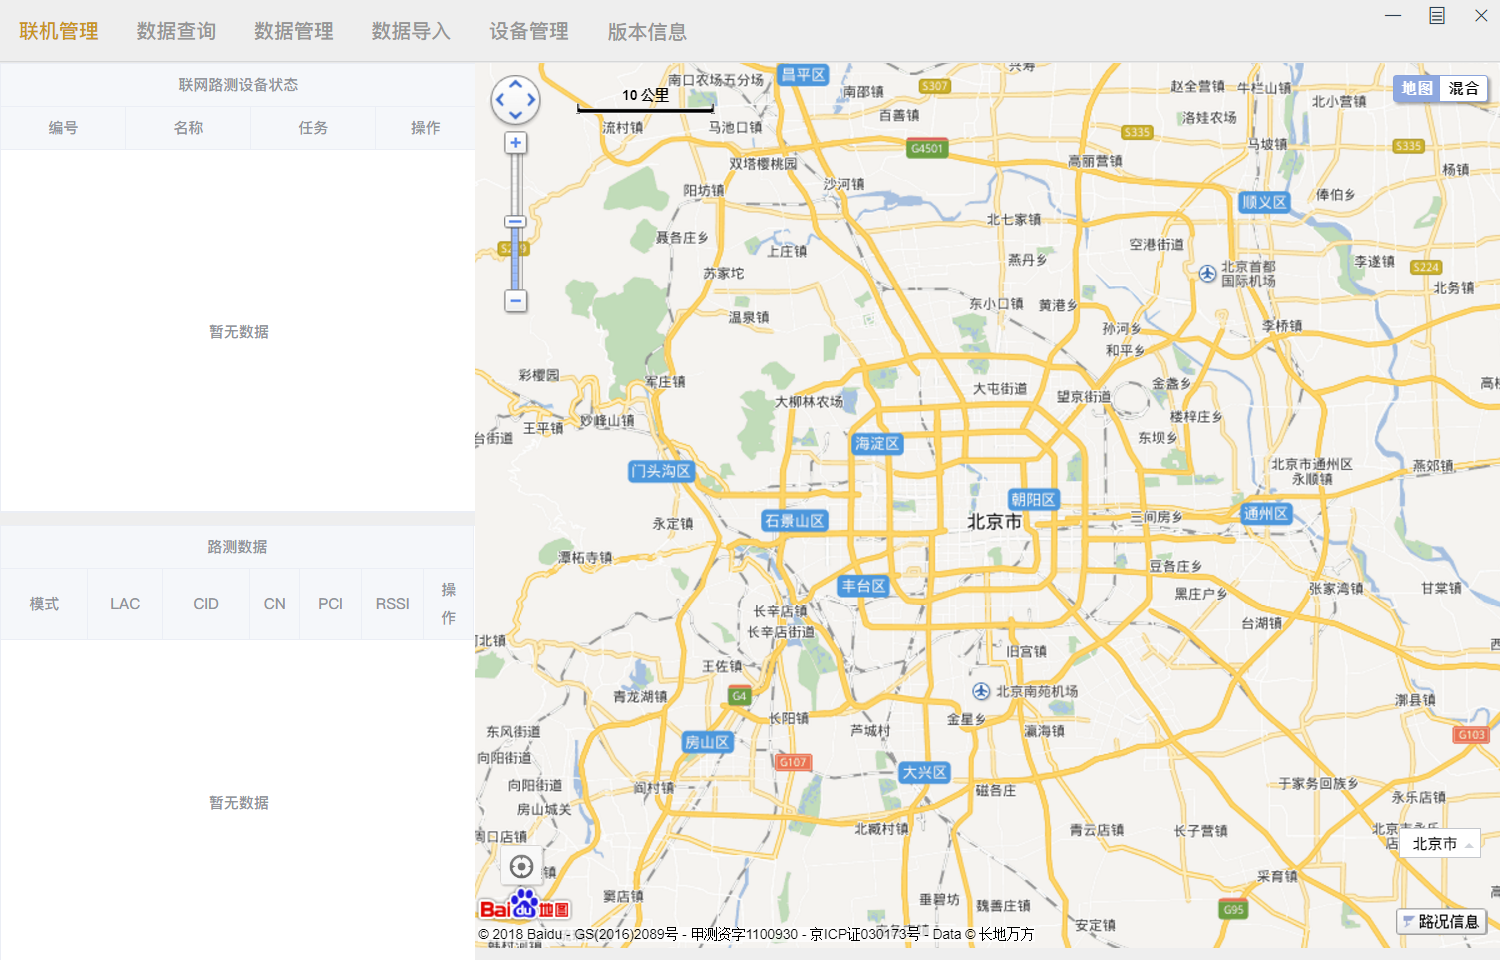 联机管理 数据查询 数据管理 数据导入 设备管理 版本信息
联网路测设备状态
编号 名称 任务 操作
暂无数据
路测数据
模式 LAC CID CN PCI RSSI 操作
暂无数据
10 公里
地图 混合
南口农场五分场
昌平区
兴寿
南邵镇
S307
赵全营镇
牛栏山镇
北小营镇
百善镇
洛娃农场
流村镇
马池口镇
S335
马坡镇
S335
G4501
双塔樱桃园
高丽营镇
杨镇
阳坊镇
沙河镇
俸伯乡
顺义区
北七家镇
聂各庄乡
上庄镇
空港街道
燕丹乡
李遂镇
S224
苏家坨
北京首都
国际机场
北务镇
东小口镇
黄港乡
温泉镇
孙河乡
李桥镇
和平乡
彩樱园
军庄镇
大屯街道
望京街道
金盏乡
大柳林农场
妙峰山镇
楼梓庄乡
王平镇
台街道
东坝乡
海淀区
门头沟区
北京市通州区
永顺镇
燕郊镇
朝阳区
石景山区
北京市
三间房乡
通州区
永定镇
潭柘寺镇
豆各庄乡
丰台区
黑庄户乡
张家湾镇
甘棠镇
长辛店镇
长辛店街道
台湖镇
北镇
旧宫镇
王佐镇
青龙湖镇
G4
北京南苑机场
漷县镇
长阳镇
金星乡
芦城村
瀛海镇
东风街道
房山区
G103
向阳街道
G107
大兴区
向阳街道
阎村镇
磁各庄
于家务回族乡
永乐店镇
房山城关
周口店镇
北臧村镇
青云店镇
长子营镇
北京市
采育镇
窦店镇
垂碧坊
魏善庄镇
G95
安定镇
路况信息
Bai du 地图
© 2018 Baidu - GS(2016)2089号 - 甲测资字1100930 - 京ICP证030173号 - Data © 长地万方